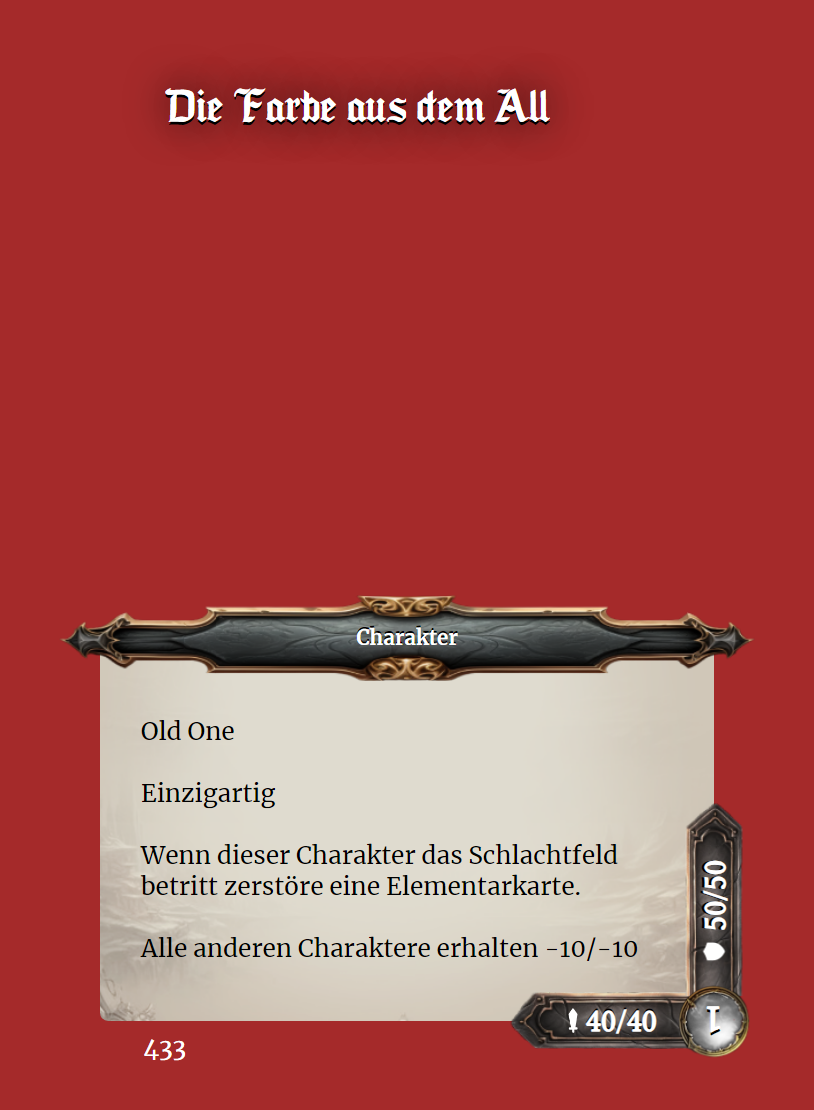 Die Farbe aus dem All
Charakter
Old One
Einzigartig
Wenn dieser Charakter das Schlachtfeld
betritt zerstöre eine Elementarkarte.
Alle anderen Charaktere erhalten -10/-10
50/50
40/40
1
433